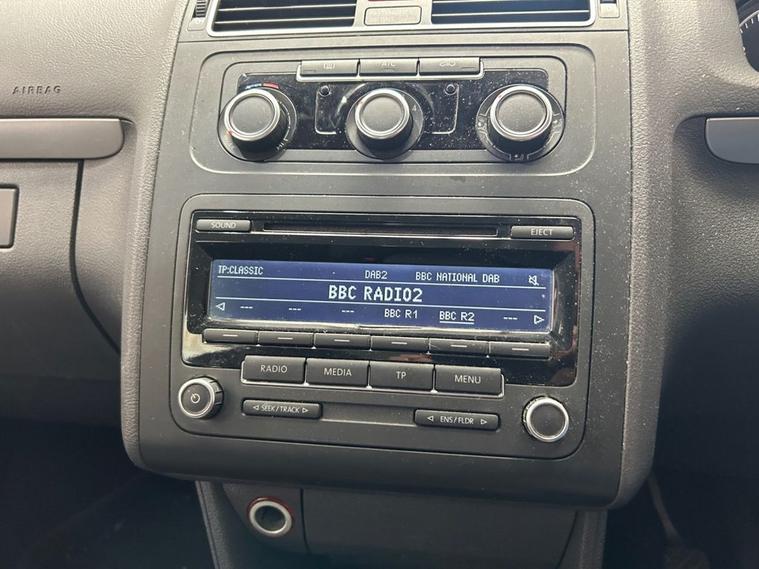 AIRBAG
A/C
SOUND
EJECT
TP:CLASSIC DAB2 BBC NATIONAL DAB
BBC RADIO2
--- --- --- BBC R1 BBC R2 ---
RADIO MEDIA TP MENU
SEEK/TRACK
ENS/FLDR